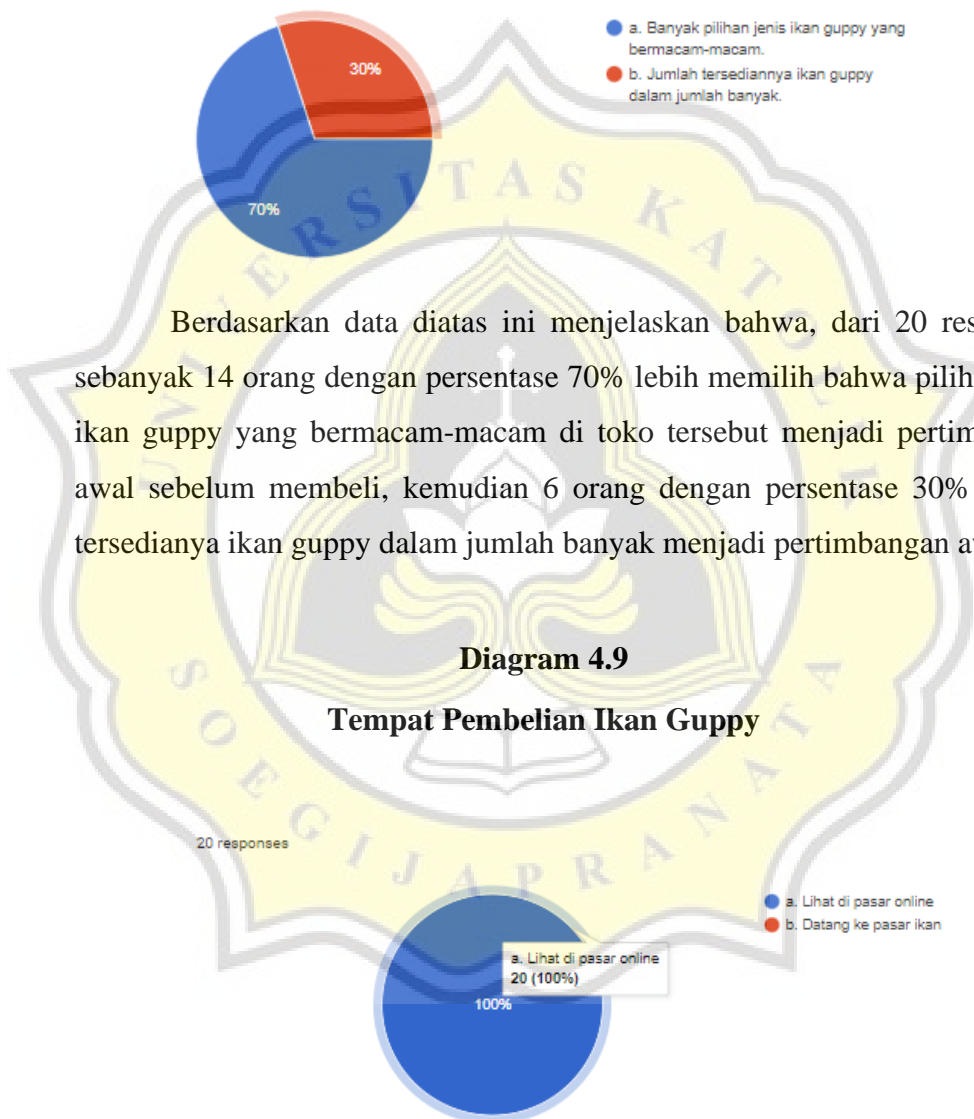 a. Banyak pilihan jenis ikan guppy yang
bermacam-macam.
b. Jumlah tersediannya ikan guppy
dalam jumlah banyak.
30%
70%
UNIVERSITAS KATOLIK
Berdasarkan data diatas ini menjelaskan bahwa, dari 20
sebanyak 14 orang dengan persentase 70% lebih memilih bahwa
ikan guppy yang bermacam-macam di toko tersebut menjadi
awal sebelum membeli, kemudian 6 orang dengan persentase 30%
tersedianya ikan guppy dalam jumlah banyak menjadi pertimbangan
Diagram 4.9
Tempat Pembelian Ikan Guppy
SOEGIJAPRANATA
20 responses
a. Lihat di pasar online
b. Datang ke pasar ikan
a. Lihat di pasar online
20 (100%)
100%